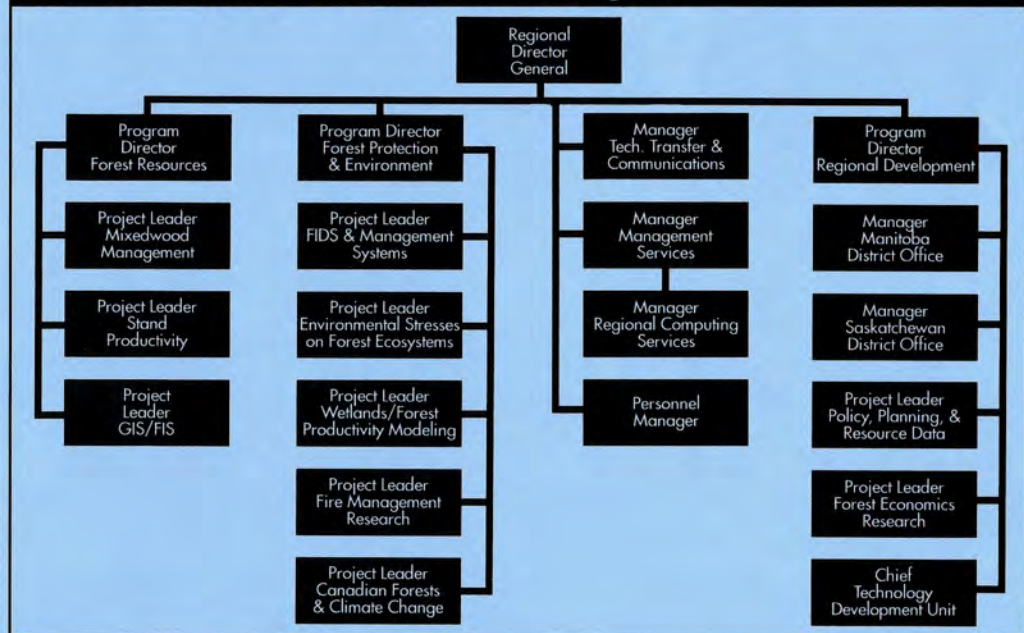 Regional
Director
General
Program
Director
Forest Resources
Project Leader
Mixedwood
Management
Project Leader
Stand
Productivity
Project
Leader
GIS/FIS
Program Director
Forest Protection
& Environment
Project Leader
FIDS & Management
Systems
Project Leader
Environmental Stresses
on Forest Ecosystems
Project Leader
Wetlands/Forest
Productivity Modeling
Project Leader
Fire Management
Research
Project Leader
Canadian Forests
& Climate Change
Manager
Tech. Transfer &
Communications
Manager
Management
Services
Manager
Regional Computing
Services
Personnel
Manager
Program
Director
Regional Development
Manager
Manitoba
District Office
Manager
Saskatchewan
District Office
Project Leader
Policy, Planning, &
Resource Data
Project Leader
Forest Economics
Research
Chief
Technology
Development Unit